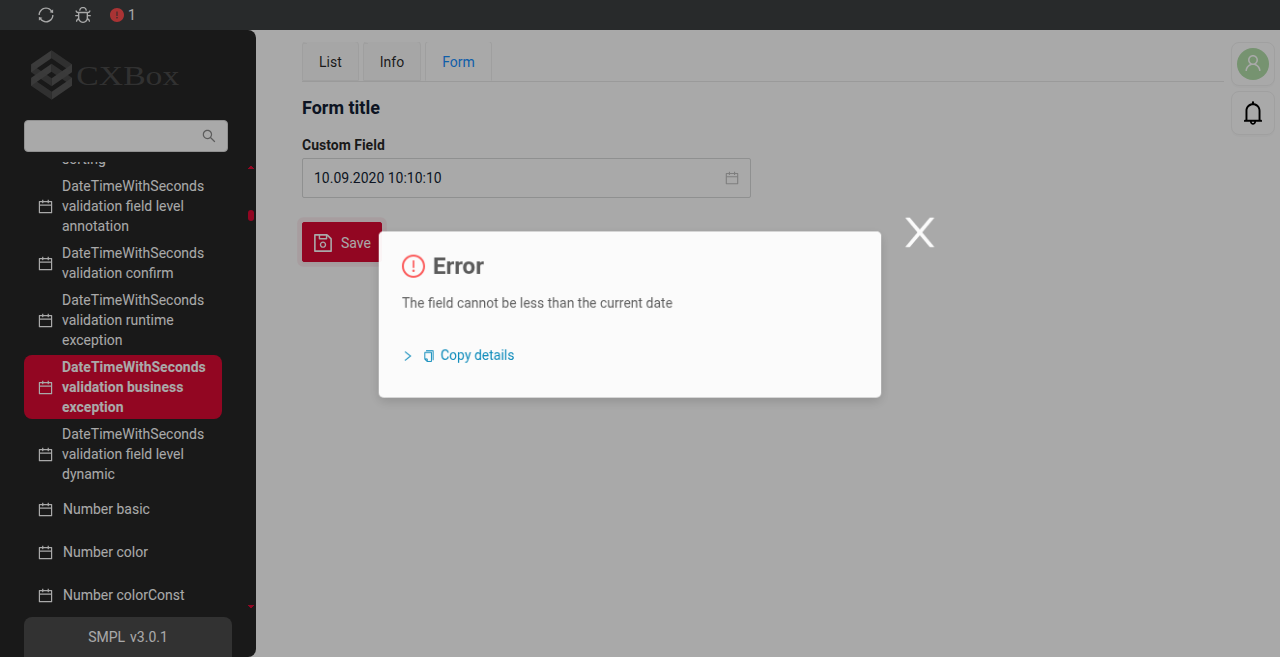 1
CXBox
sorting
DateTimeWithSeconds
validation field level
annotation
DateTimeWithSeconds
validation confirm
DateTimeWithSeconds
validation runtime
exception
DateTimeWithSeconds
validation business
exception
DateTimeWithSeconds
validation field level
dynamic
Number basic
Number color
Number colorConst
SMPL v3.0.1
List
Info
Form
Form title
Custom Field
10.09.2020 10:10:10
Save
Error
The field cannot be less than the current date
Copy details